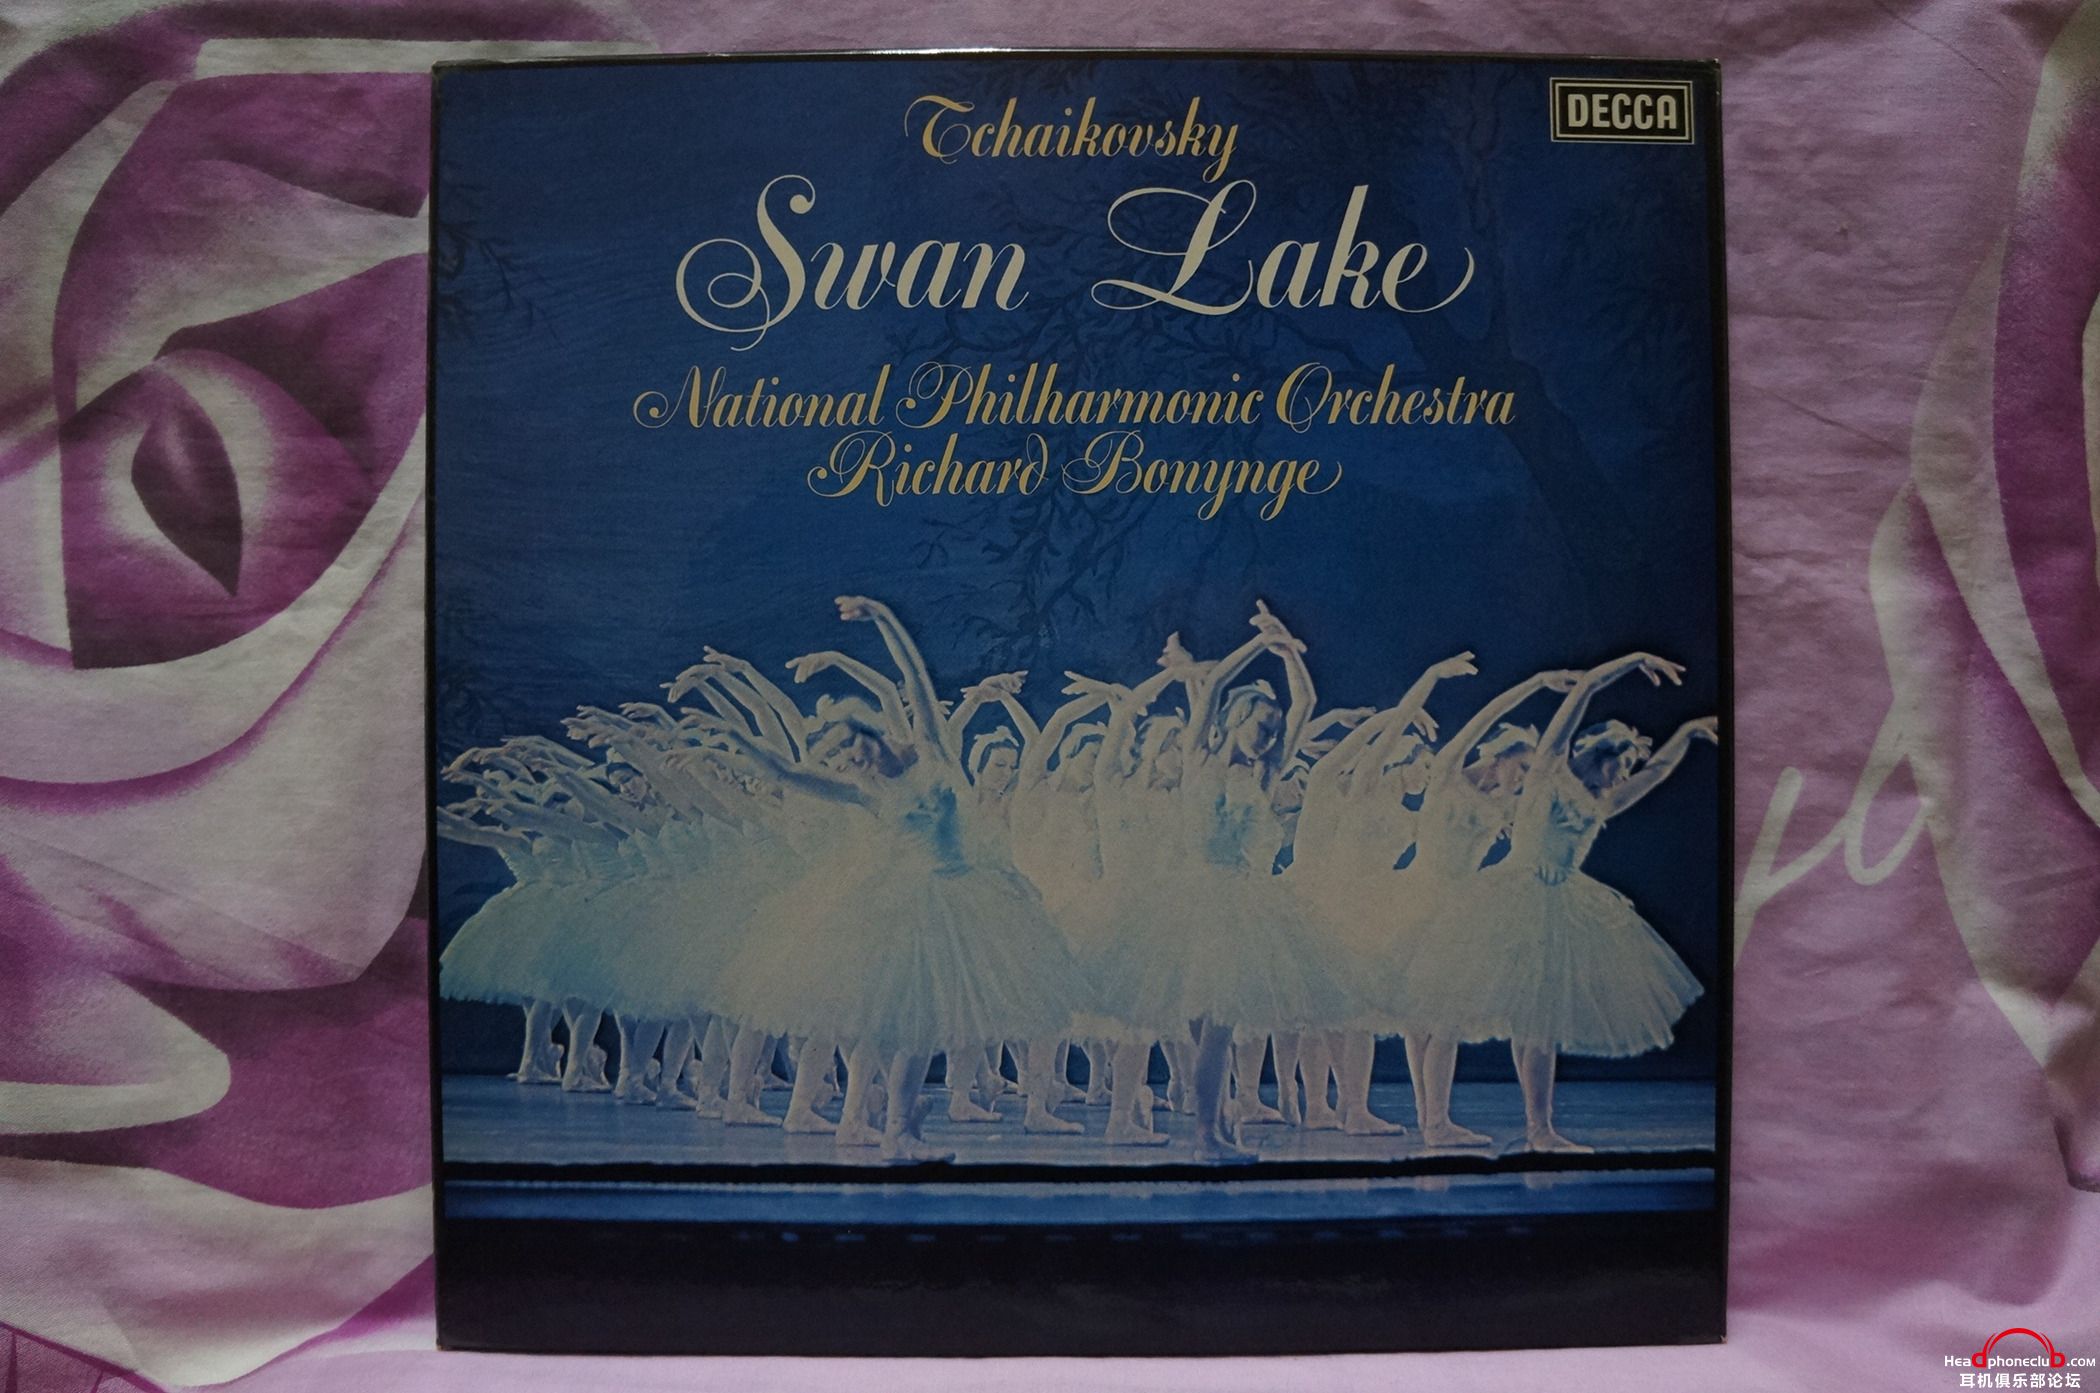 DECCA
Tchaikovsky
Swan Lake
National Philharmonic Orchestra
Richard Bonynge
Headphoneclub.com
耳机俱乐部论坛